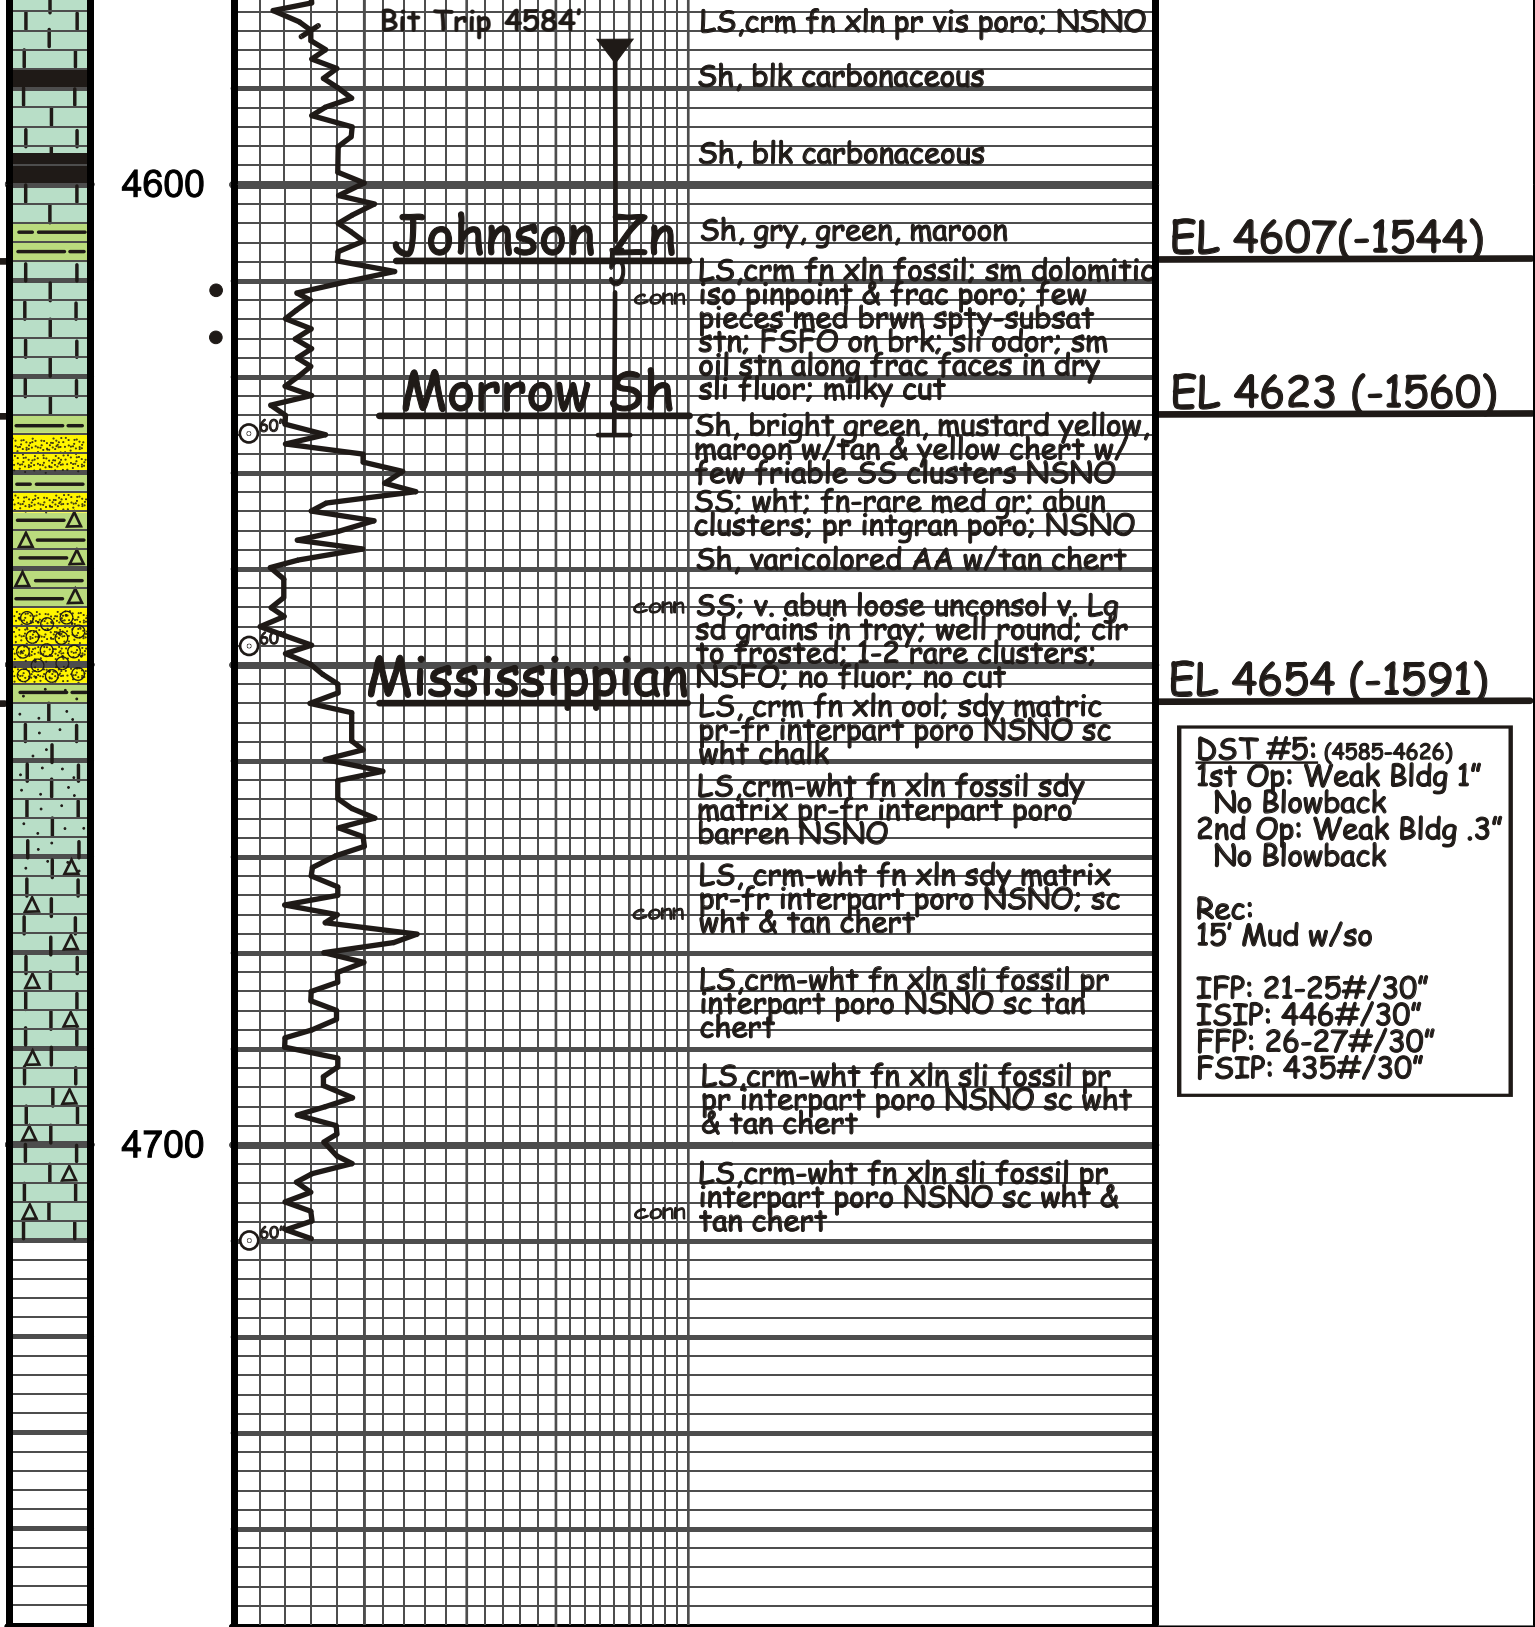 Bit Trip 4584'
LS,crm fn xln pr vis poro; NSNO
Sh, blk carbonaceous
Sh, blk carbonaceous
4600
Johnson Zn
Sh, gry, green, maroon
EL 4607(-1544)
LS,crm fn xln fossil; sm dolomitic
conn
iso pinpoint & frac poro; few
pieces med brwn spty-subsat
stn; FSFO on brk; sli odor; sm
oil stn along frac faces in dry
sli fluor; milky cut
Morrow Sh
EL 4623 (-1560)
60"
Sh, bright green, mustard yellow,
maroon w/tan & yellow chert w/
few friable SS clusters NSNO
SS; wht; fn-rare med gr; abun
clusters; pr intgran poro; NSNO
Sh, varicolored AA w/tan chert
conn
SS; v. abun loose unconsol v. Lg
sd grains in tray; well round; clr
60"
to frosted; 1-2 rare clusters;
NSFO; no fluor; no cut
Mississippian
EL 4654 (-1591)
LS, crm fn xln ool; sdy matric
pr-fr interpart poro NSNO sc
wht chalk
LS,crm-wht fn xln fossil sdy
matrix pr-fr interpart poro
barren NSNO
LS, crm-wht fn xln sdy matrix
pr-fr interpart poro NSNO; sc
conn
wht & tan chert
LS,crm-wht fn xln sli fossil pr
interpart poro NSNO sc tan
chert
LS,crm-wht fn xln sli fossil pr
pr interpart poro NSNO sc wht
& tan chert
4700
LS,crm-wht fn xln sli fossil pr
interpart poro NSNO sc wht &
conn
tan chert
60"
DST #5: (4585-4626)
1st Op: Weak Bldg 1"
No Blowback
2nd Op: Weak Bldg .3"
No Blowback
Rec:
15' Mud w/so
IFP: 21-25#/30"
ISIP: 446#/30"
FFP: 26-27#/30"
FSIP: 435#/30"